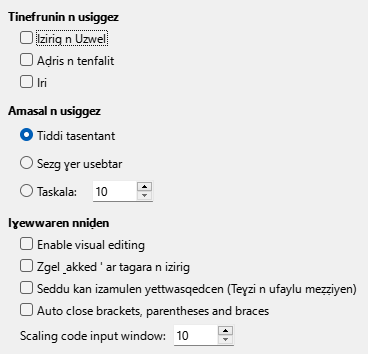 Tinefrunin n usiggez
Iziriq n Uzwel
Aḍris n tenfalit
Iri
Amasal n usiggez
Tiddi tasentant
Sezg ɣer usebtar
Taskala: 10
Iɣewwaren nniḍen
Enable visual editing
Zgel _akked ' ar tagara n izirig
Seddu kan izamulen yettwasqedcen (Teɣzi n ufaylu meẓẓiyen)
Auto close brackets, parentheses and braces
Scaling code input window: 10